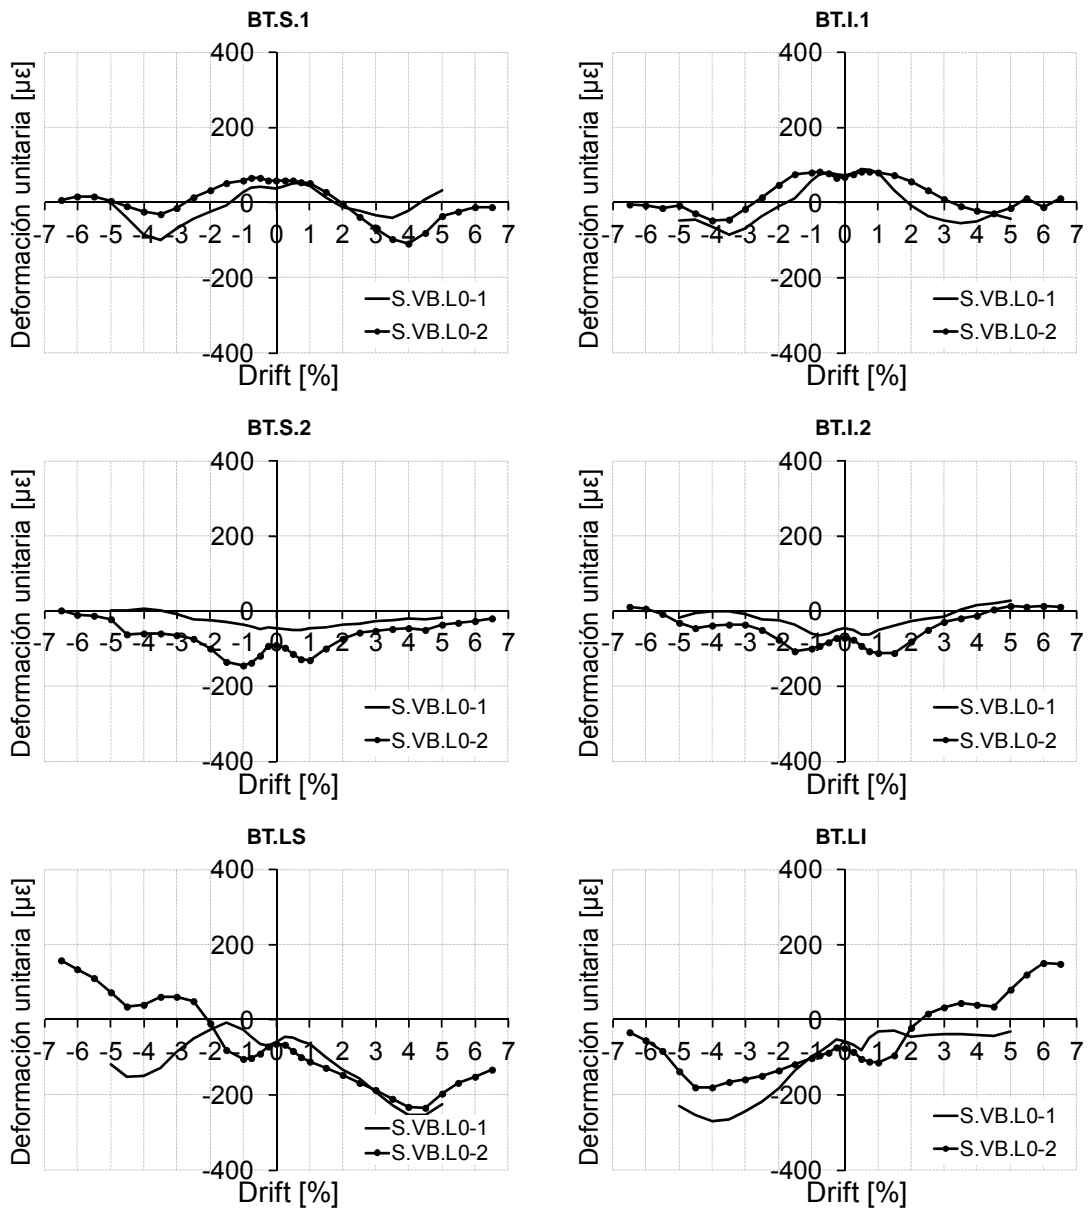 BT.S.1
Deformación unitaria [µε]
400
200
0
-7 -6 -5 -4 -3 -2 -1 0 1 2 3 4 5 6 7
-200
-400
S.VB.L0-1
S.VB.L0-2
Drift [%]
BT.I.1
Deformación unitaria [µε]
400
200
0
-7 -6 -5 -4 -3 -2 -1 0 1 2 3 4 5 6 7
-200
-400
S.VB.L0-1
S.VB.L0-2
Drift [%]
BT.S.2
Deformación unitaria [µε]
400
200
0
-7 -6 -5 -4 -3 -2 -1 0 1 2 3 4 5 6 7
-200
-400
S.VB.L0-1
S.VB.L0-2
Drift [%]
BT.I.2
Deformación unitaria [µε]
400
200
0
-7 -6 -5 -4 -3 -2 -1 0 1 2 3 4 5 6 7
-200
-400
S.VB.L0-1
S.VB.L0-2
Drift [%]
BT.LS
Deformación unitaria [µε]
400
200
0
-7 -6 -5 -4 -3 -2 -1 0 1 2 3 4 5 6 7
-200
-400
S.VB.L0-1
S.VB.L0-2
Drift [%]
BT.LI
Deformación unitaria [µε]
400
200
0
-7 -6 -5 -4 -3 -2 -1 0 1 2 3 4 5 6 7
-200
-400
S.VB.L0-1
S.VB.L0-2
Drift [%]